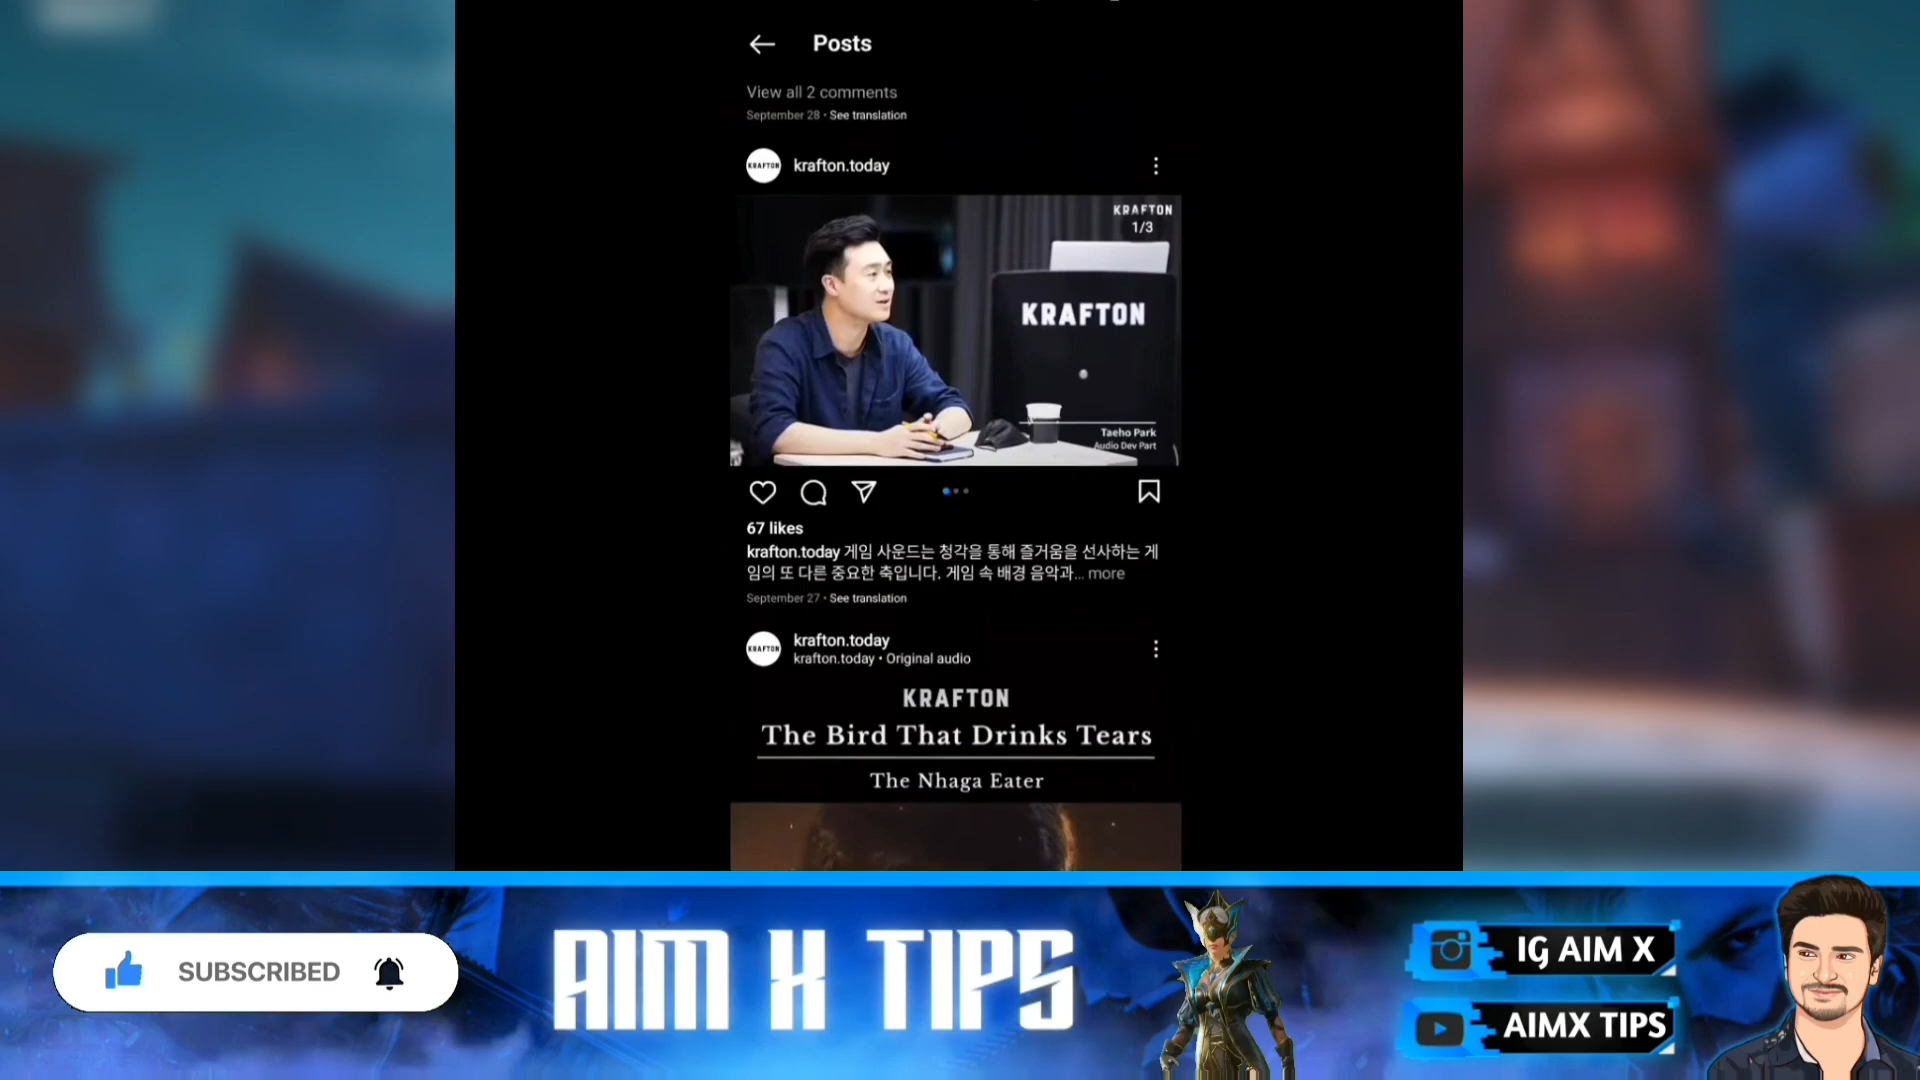 Posts
View all 2 comments
September 28 • See translation
KRAFTON
krafton.today
KRAFTON
1/3
KRAFTON
Taeho Park
Audio Dev Part
67 likes
krafton.today 게임 사운드는 청각을 통해 즐거움을 선사하는 게
임의 또 다른 중요한 축입니다. 게임 속 배경 음악과... more
September 27 • See translation
KRAFTON
krafton.today
krafton.today • Original audio
KRAFTON
The Bird That Drinks Tears
The Nhaga Eater
SUBSCRIBED
AIM X TIPS
IG AIM X
AIMX TIPS